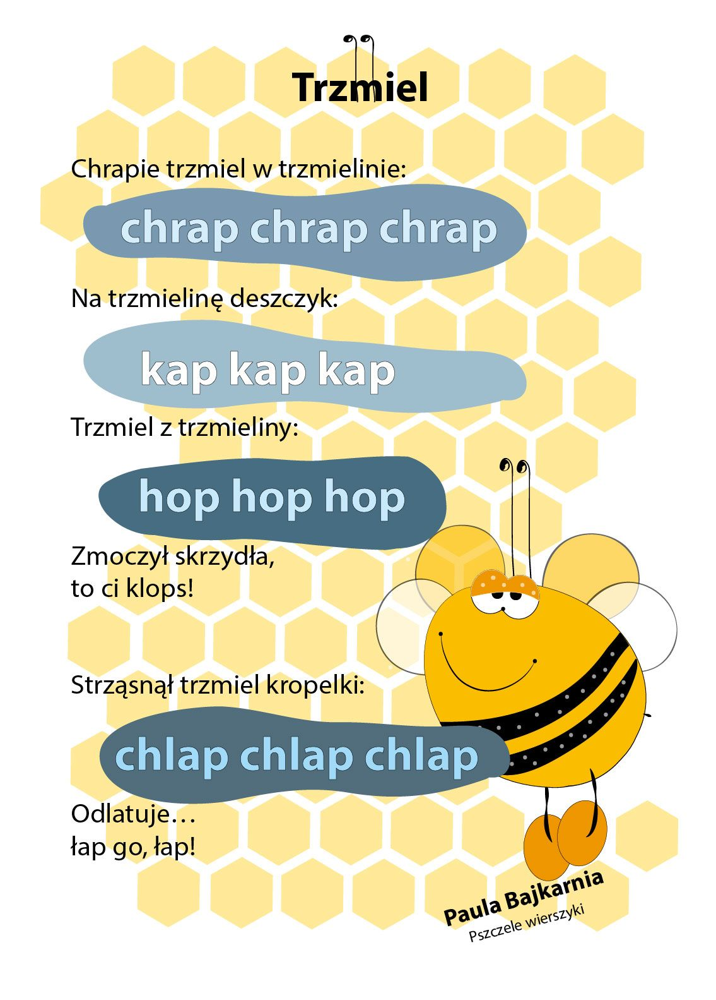 Trzmiel
Chrapie trzmiel w trzmielinie:
chrap chrap chrap
Na trzmielinę deszczyk:
kap kap kap
Trzmiel z trzmieliny:
hop hop hop
Zmoczył skrzydła,
to ci klops!
Strząsnął trzmiel kropelki:
chlap chlap chlap
Odlatuje…
łap go, łap!
Paula Bajkarnia
Pszczele wierszyki